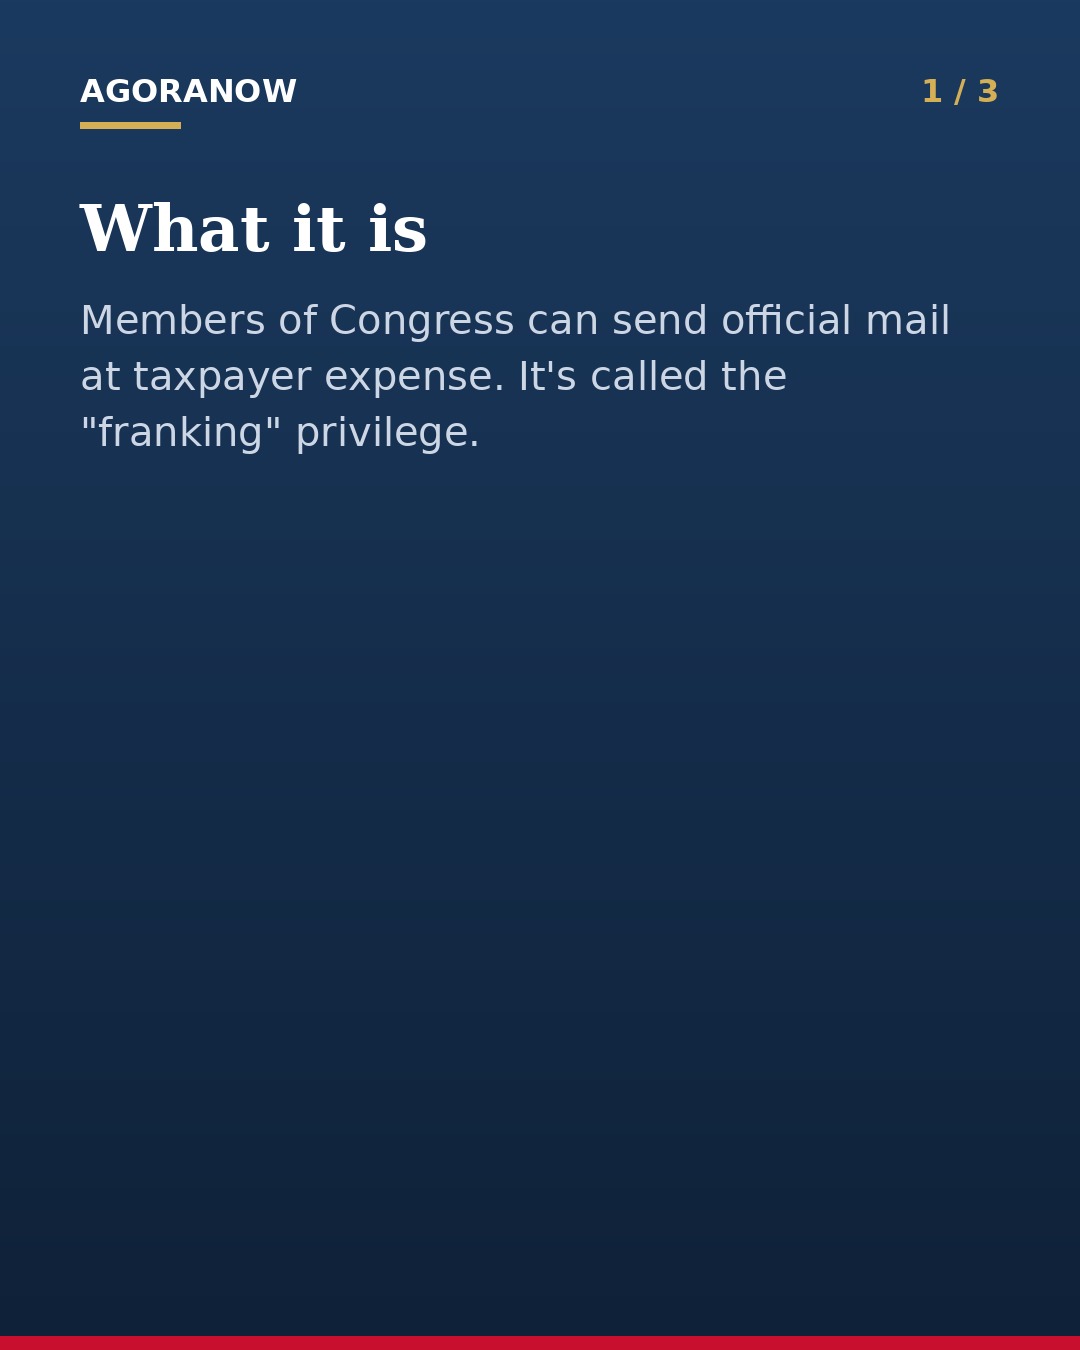 AGORANOW
1 / 3
What it is
Members of Congress can send official mail
at taxpayer expense. It's called the
"franking" privilege.